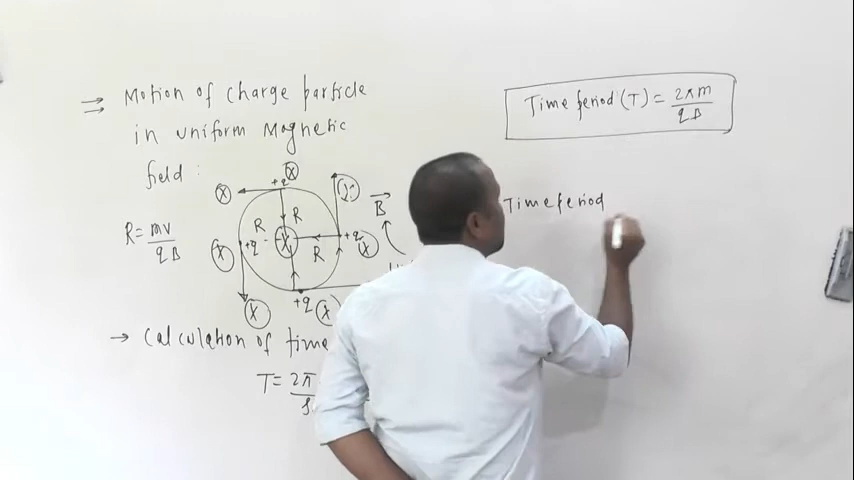 ⇒ Motion of charge particle
in uniform Magnetic
field :
R = mv/qB
X +q X
X R R B
X +q X R +q X
X +q X
→ Calculation of time
T = 2π
Time period (T) = 2πm/qB
Time period